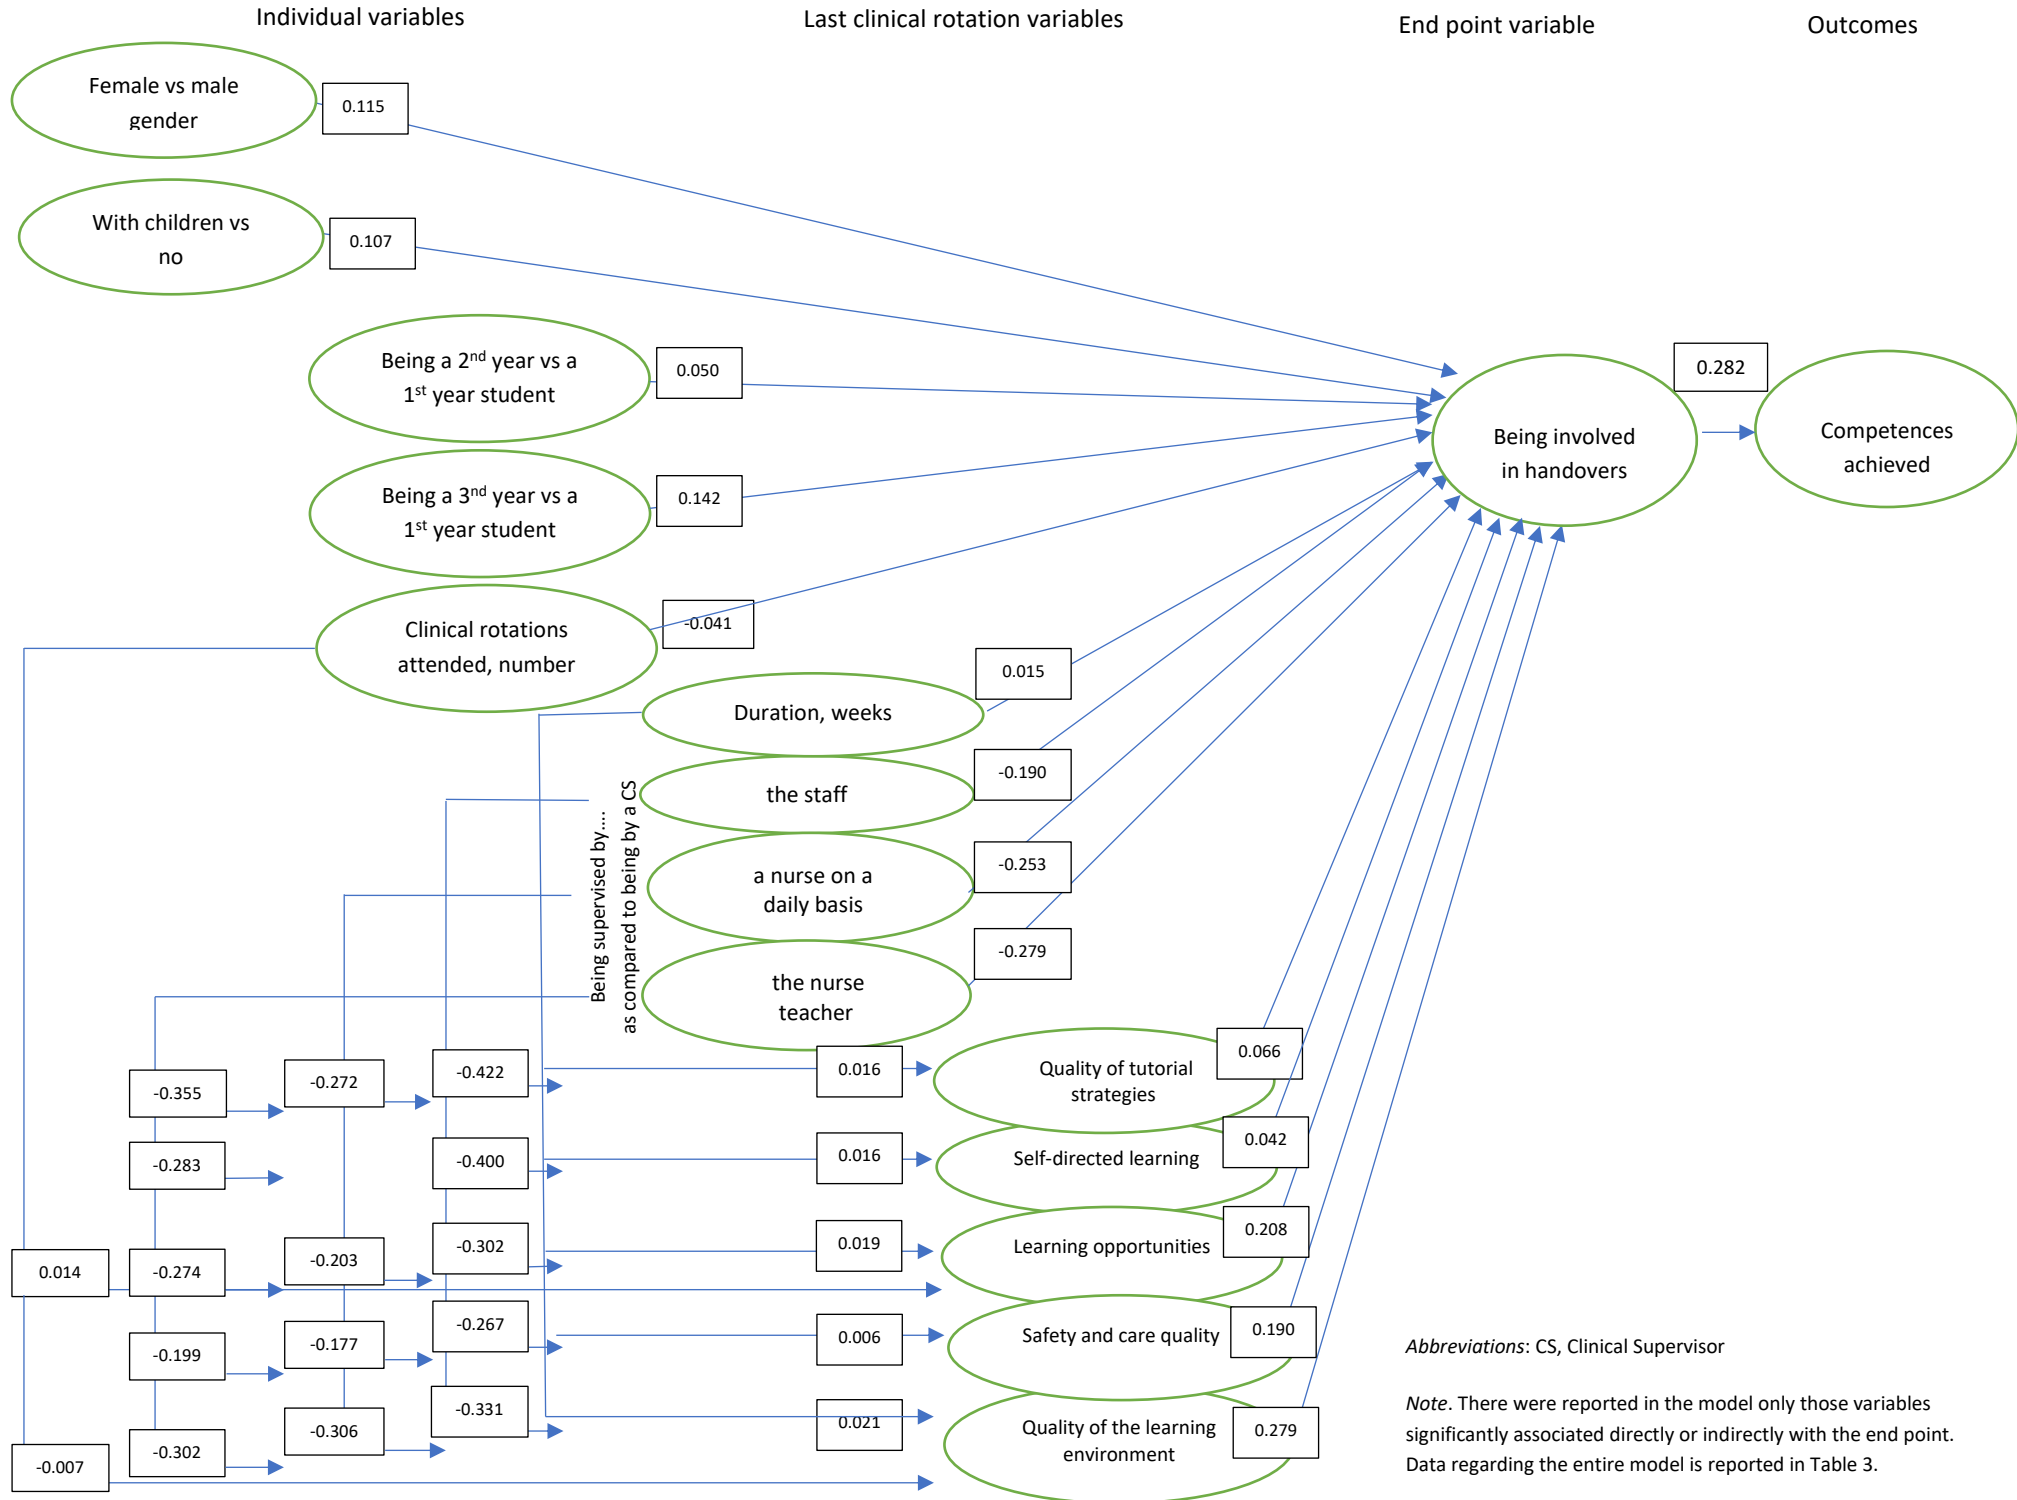 Individual variables
Last clinical rotation variables
End point variable
Outcomes
Female vs male
gender
0.115
With children vs
no
0.107
Being a 2nd year vs a
1st year student
0.050
0.282
Being involved
in handovers
Competences
achieved
Being a 3nd year vs a
1st year student
0.142
Clinical rotations
attended, number
-0.041
0.015
Duration, weeks
Being supervised by....
as compared to being by a CS
the staff
-0.190
a nurse on a
daily basis
-0.253
the nurse
teacher
-0.279
-0.355
-0.272
-0.422
0.016
Quality of tutorial
strategies
0.066
-0.283
-0.400
0.016
Self-directed learning
0.042
0.014
-0.274
-0.203
-0.302
0.019
Learning opportunities
0.208
-0.199
-0.177
-0.267
0.006
Safety and care quality
0.190
-0.007
-0.302
-0.306
-0.331
0.021
Quality of the learning
environment
0.279
Abbreviations: CS, Clinical Supervisor
Note. There were reported in the model only those variables
significantly associated directly or indirectly with the end point.
Data regarding the entire model is reported in Table 3.